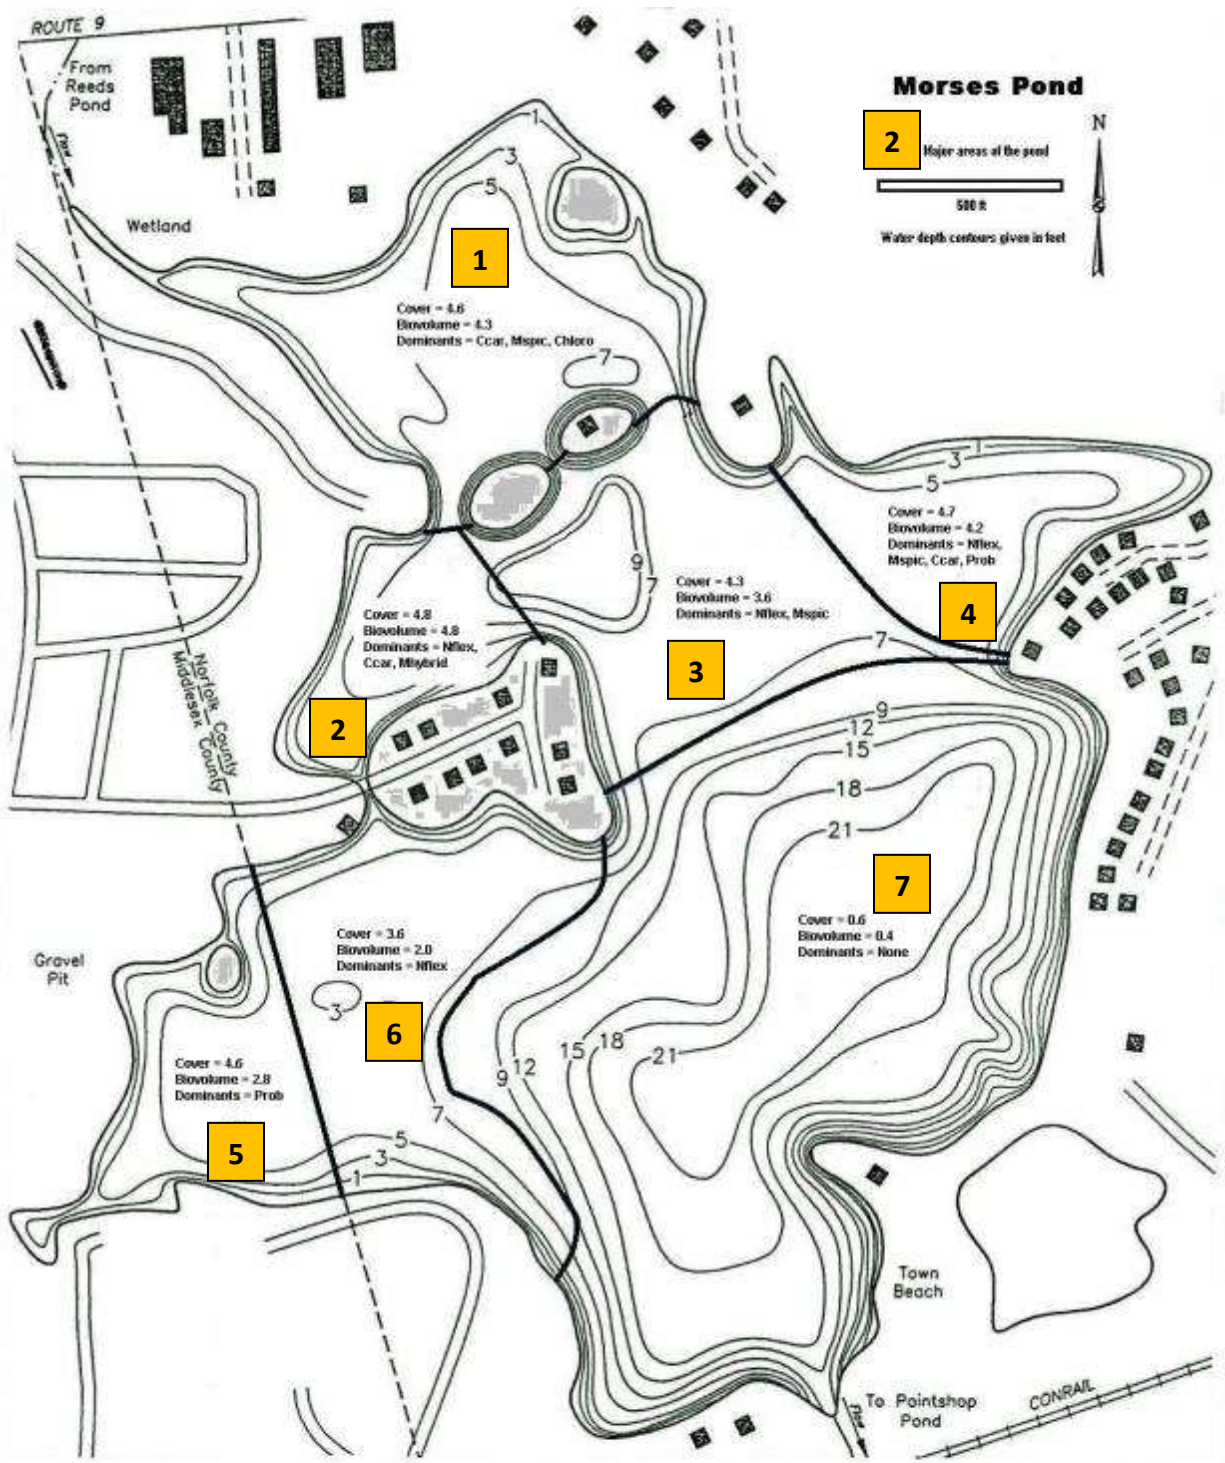 ROUTE 9
From
Reeds
Pond
Flow
Wetland
Morses Pond
2
Major areas of the pond
500 ft
Water depth contours given in feet
N
1
3
5
1
Cover = 4.6
Biovolume = 4.3
Dominants = Ccar, Mspic, Chloro
7
1
3
5
Cover = 4.7
Biovolume = 4.2
Dominants = Nflex,
Mspic, Ccar, Prob
4
9
7
Cover = 4.3
Biovolume = 3.6
Dominants = Nflex, Mspic
3
Cover = 4.8
Biovolume = 4.8
Dominants = Nflex,
Ccar, Mhybrid
2
Norfolk County
Middlesex County
7
9
12
15
18
21
7
Cover = 0.6
Biovolume = 0.4
Dominants = None
Gravel
Pit
Cover = 3.6
Biovolume = 2.0
Dominants = Nflex
3
6
Cover = 4.6
Biovolume = 2.8
Dominants = Prob
5
9
12
15
18
21
7
5
3
1
Town
Beach
To Pointshop
Pond
Flow
CONRAIL